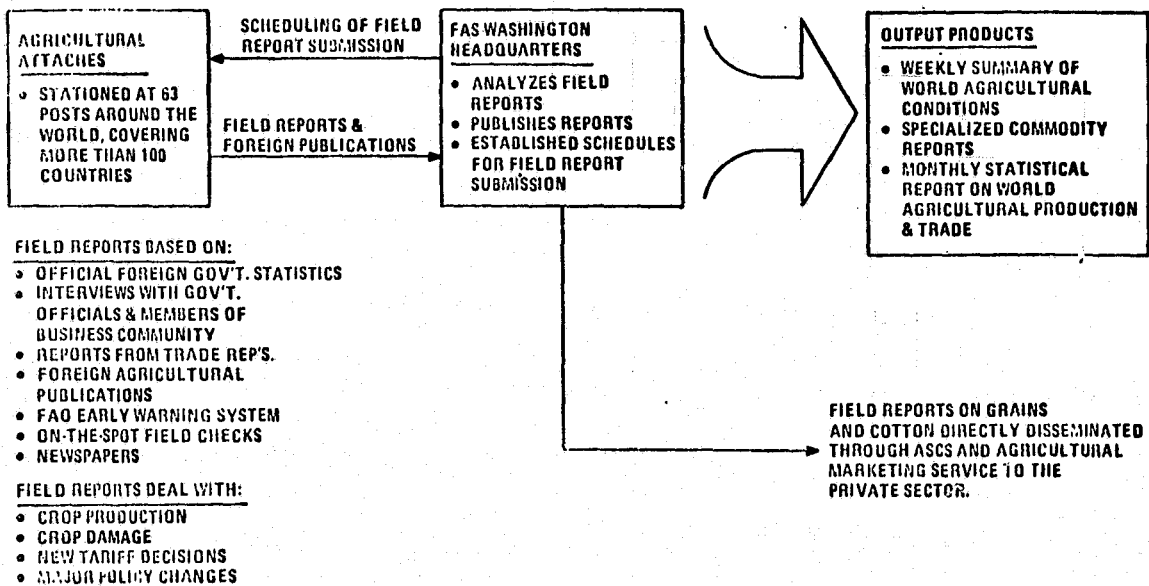 AGRICULTURAL
ATTACHES
• STATIONED AT 63
POSTS AROUND THE
WORLD, COVERING
MORE THAN 100
COUNTRIES
SCHEDULING OF FIELD
REPORT SUBMISSION
FIELD REPORTS &
FOREIGN PUBLICATIONS
FAS WASHINGTON
HEADQUARTERS
• ANALYZES FIELD
REPORTS
• PUBLISHES REPORTS
• ESTABLISHED SCHEDULES
FOR FIELD REPORT
SUBMISSION
OUTPUT PRODUCTS
• WEEKLY SUMMARY OF
WORLD AGRICULTURAL
CONDITIONS
• SPECIALIZED COMMODITY
REPORTS
• MONTHLY STATISTICAL
REPORT ON WORLD
AGRICULTURAL PRODUCTION
& TRADE
FIELD REPORTS BASED ON:
• OFFICIAL FOREIGN GOV'T. STATISTICS
• INTERVIEWS WITH GOV'T.
OFFICIALS & MEMBERS OF
BUSINESS COMMUNITY
• REPORTS FROM TRADE REP'S.
• FOREIGN AGRICULTURAL
PUBLICATIONS
• FAO EARLY WARNING SYSTEM
• ON-THE-SPOT FIELD CHECKS
• NEWSPAPERS
FIELD REPORTS DEAL WITH:
• CROP PRODUCTION
• CROP DAMAGE
• NEW TARIFF DECISIONS
• MAJOR POLICY CHANGES
FIELD REPORTS ON GRAINS
AND COTTON DIRECTLY DISSEMINATED
THROUGH ASCS AND AGRICULTURAL
MARKETING SERVICE TO THE
PRIVATE SECTOR.